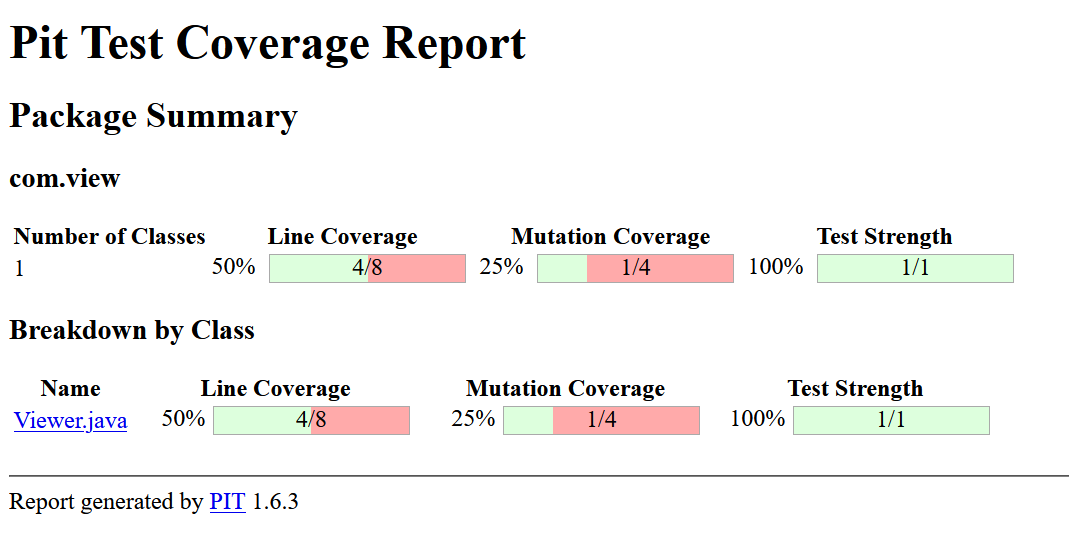 Pit Test Coverage Report
Package Summary
com.view
Number of Classes Line Coverage Mutation Coverage Test Strength
1 50% 4/8 25% 1/4 100% 1/1
Breakdown by Class
Name Line Coverage Mutation Coverage Test Strength
Viewer.java 50% 4/8 25% 1/4 100% 1/1
Report generated by PIT 1.6.3